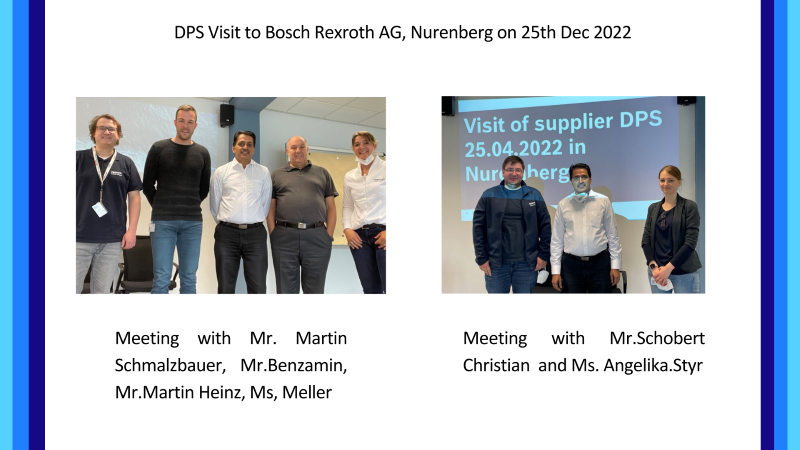 DPS Visit to Bosch Rexroth AG, Nurenberg on 25th Dec 2022
Visit of supplier DPS
25.04.2022 in
Nuremberg
Meeting with Mr. Martin
Schmalzbauer, Mr.Benzamin,
Mr.Martin Heinz, Ms, Meller
Meeting with Mr.Schobert
Christian and Ms. Angelika.Styr